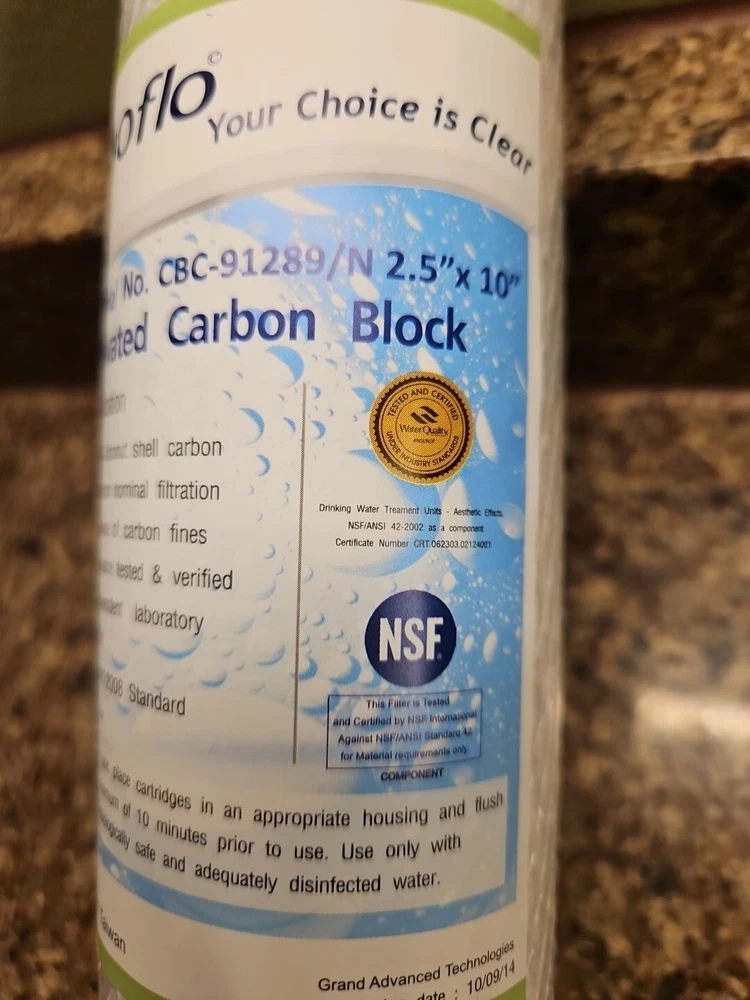 oflo©
Your Choice is Clear
No. CBC-91289/N 2.5”x 10”
Carbon Block
TESTED AND CERTIFIED
Water Quality
UNDER INDUSTRY STANDARDS
shell carbon
nominal filtration
of carbon fines
tested & verified
laboratory
Standard
Drinking Water Treament Units - Aesthetic Effects
NSF/ANSI 42-2002 as a component
Certificate Number CRT.062303.02124001
NSF®
This Filter is Tested
and Certified by NSF International
Against NSF/ANSI Standard 42
for Material requirements only.
COMPONENT
place cartridges in an appropriate housing and flush
of 10 minutes prior to use. Use only with
safe and adequately disinfected water.
Taiwan
Grand Advanced Technologies
date : 10/09/14